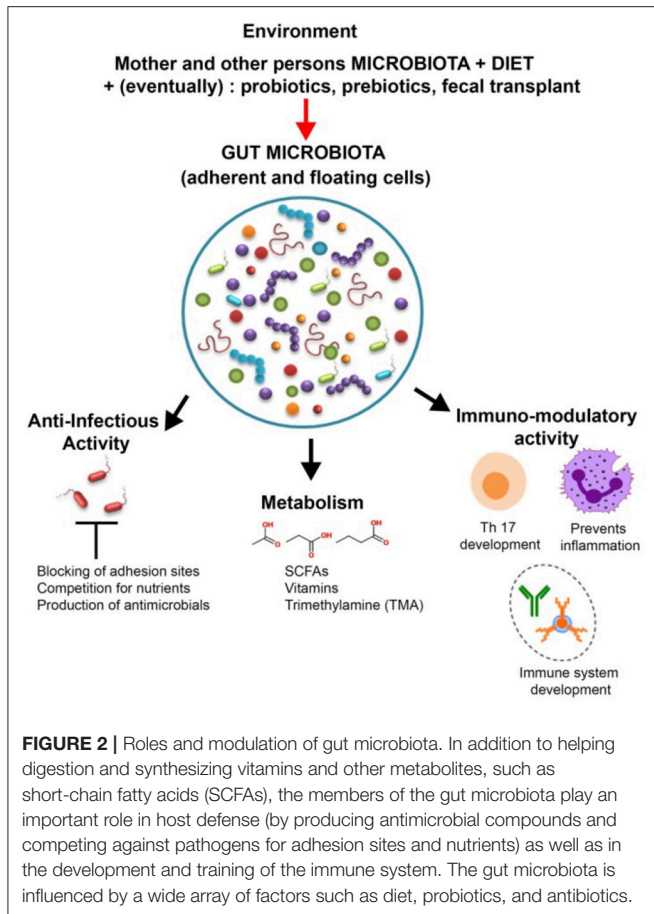 Environment
Mother and other persons MICROBIOTA + DIET
+ (eventually) : probiotics, prebiotics, fecal transplant
GUT MICROBIOTA
(adherent and floating cells)
Anti-Infectious
Activity
Blocking of adhesion sites
Competition for nutrients
Production of antimicrobials
Metabolism
OH
O
OH
O
OH
O
SCFAs
Vitamins
Trimethylamine (TMA)
Immuno-modulatory
activity
Th 17
development
Prevents
inflammation
Immune system
development
FIGURE 2 | Roles and modulation of gut microbiota. In addition to helping
digestion and synthesizing vitamins and other metabolites, such as
short-chain fatty acids (SCFAs), the members of the gut microbiota play an
important role in host defense (by producing antimicrobial compounds and
competing against pathogens for adhesion sites and nutrients) as well as in
the development and training of the immune system. The gut microbiota is
influenced by a wide array of factors such as diet, probiotics, and antibiotics.